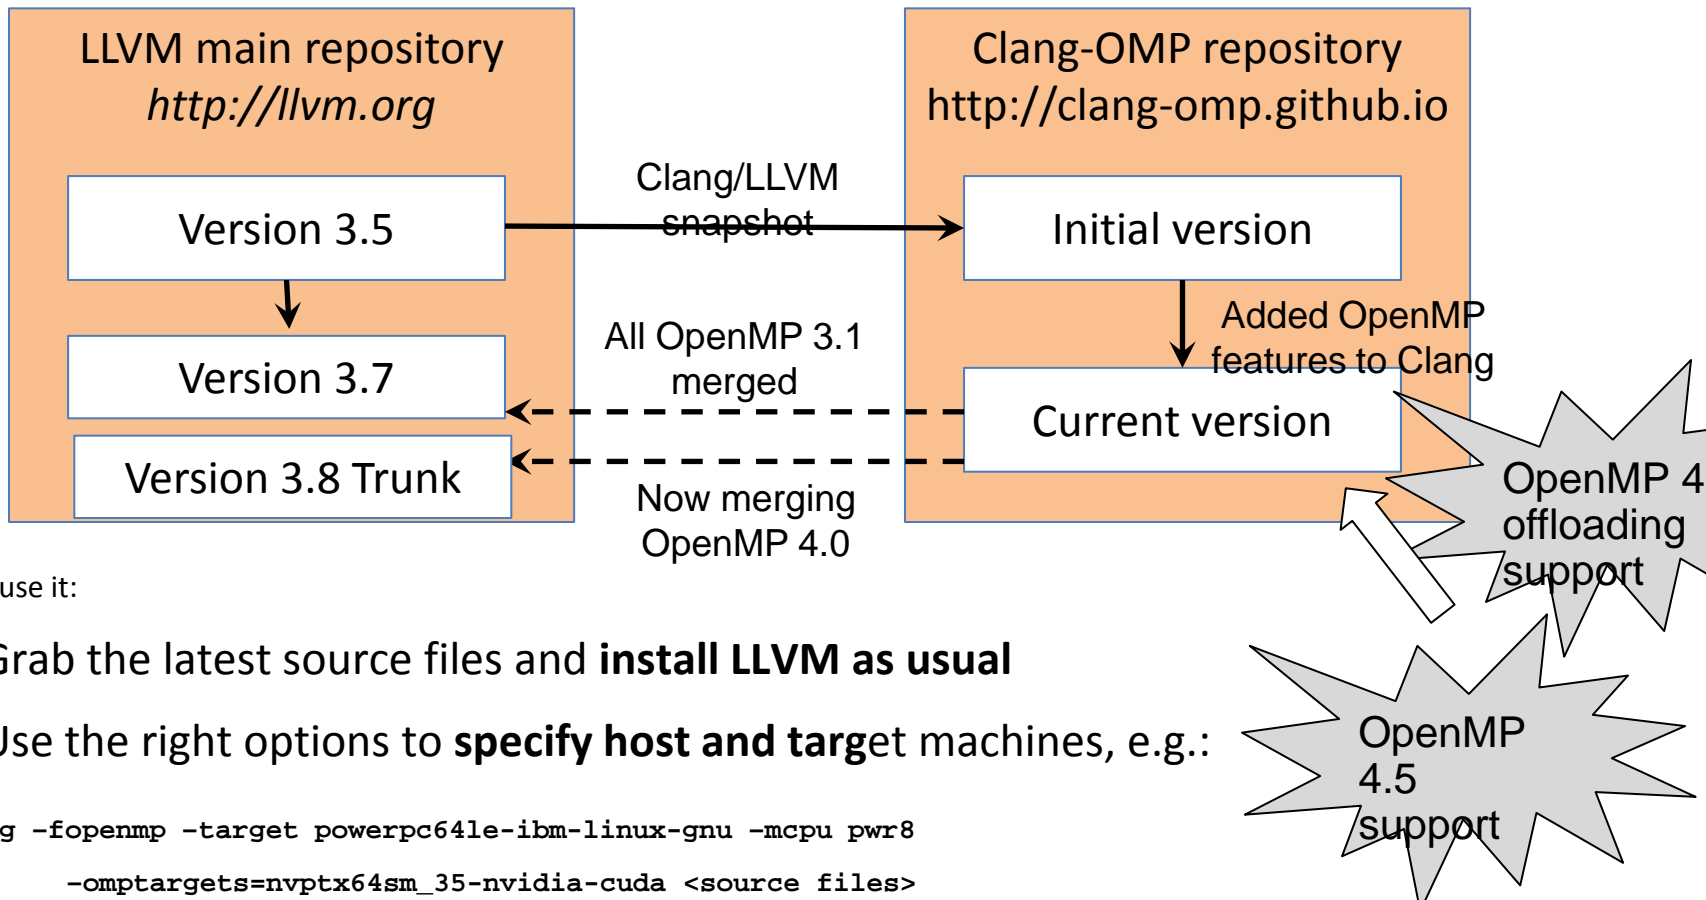 LLVM main repository
http://llvm.org
Clang-OMP repository
http://clang-omp.github.io
Version 3.5
Clang/LLVM
snapshot
Initial version
Added OpenMP
features to Clang
Version 3.7
All OpenMP 3.1
merged
Current version
Version 3.8 Trunk
Now merging
OpenMP 4.0
OpenMP 4
offloading
support
use it:
Grab the latest source files and install LLVM as usual
Use the right options to specify host and target machines, e.g.:
OpenMP
4.5
support
g –fopenmp –target powerpc64le-ibm-linux-gnu –mcpu pwr8
–omptargets=nvptx64sm_35-nvidia-cuda <source files>